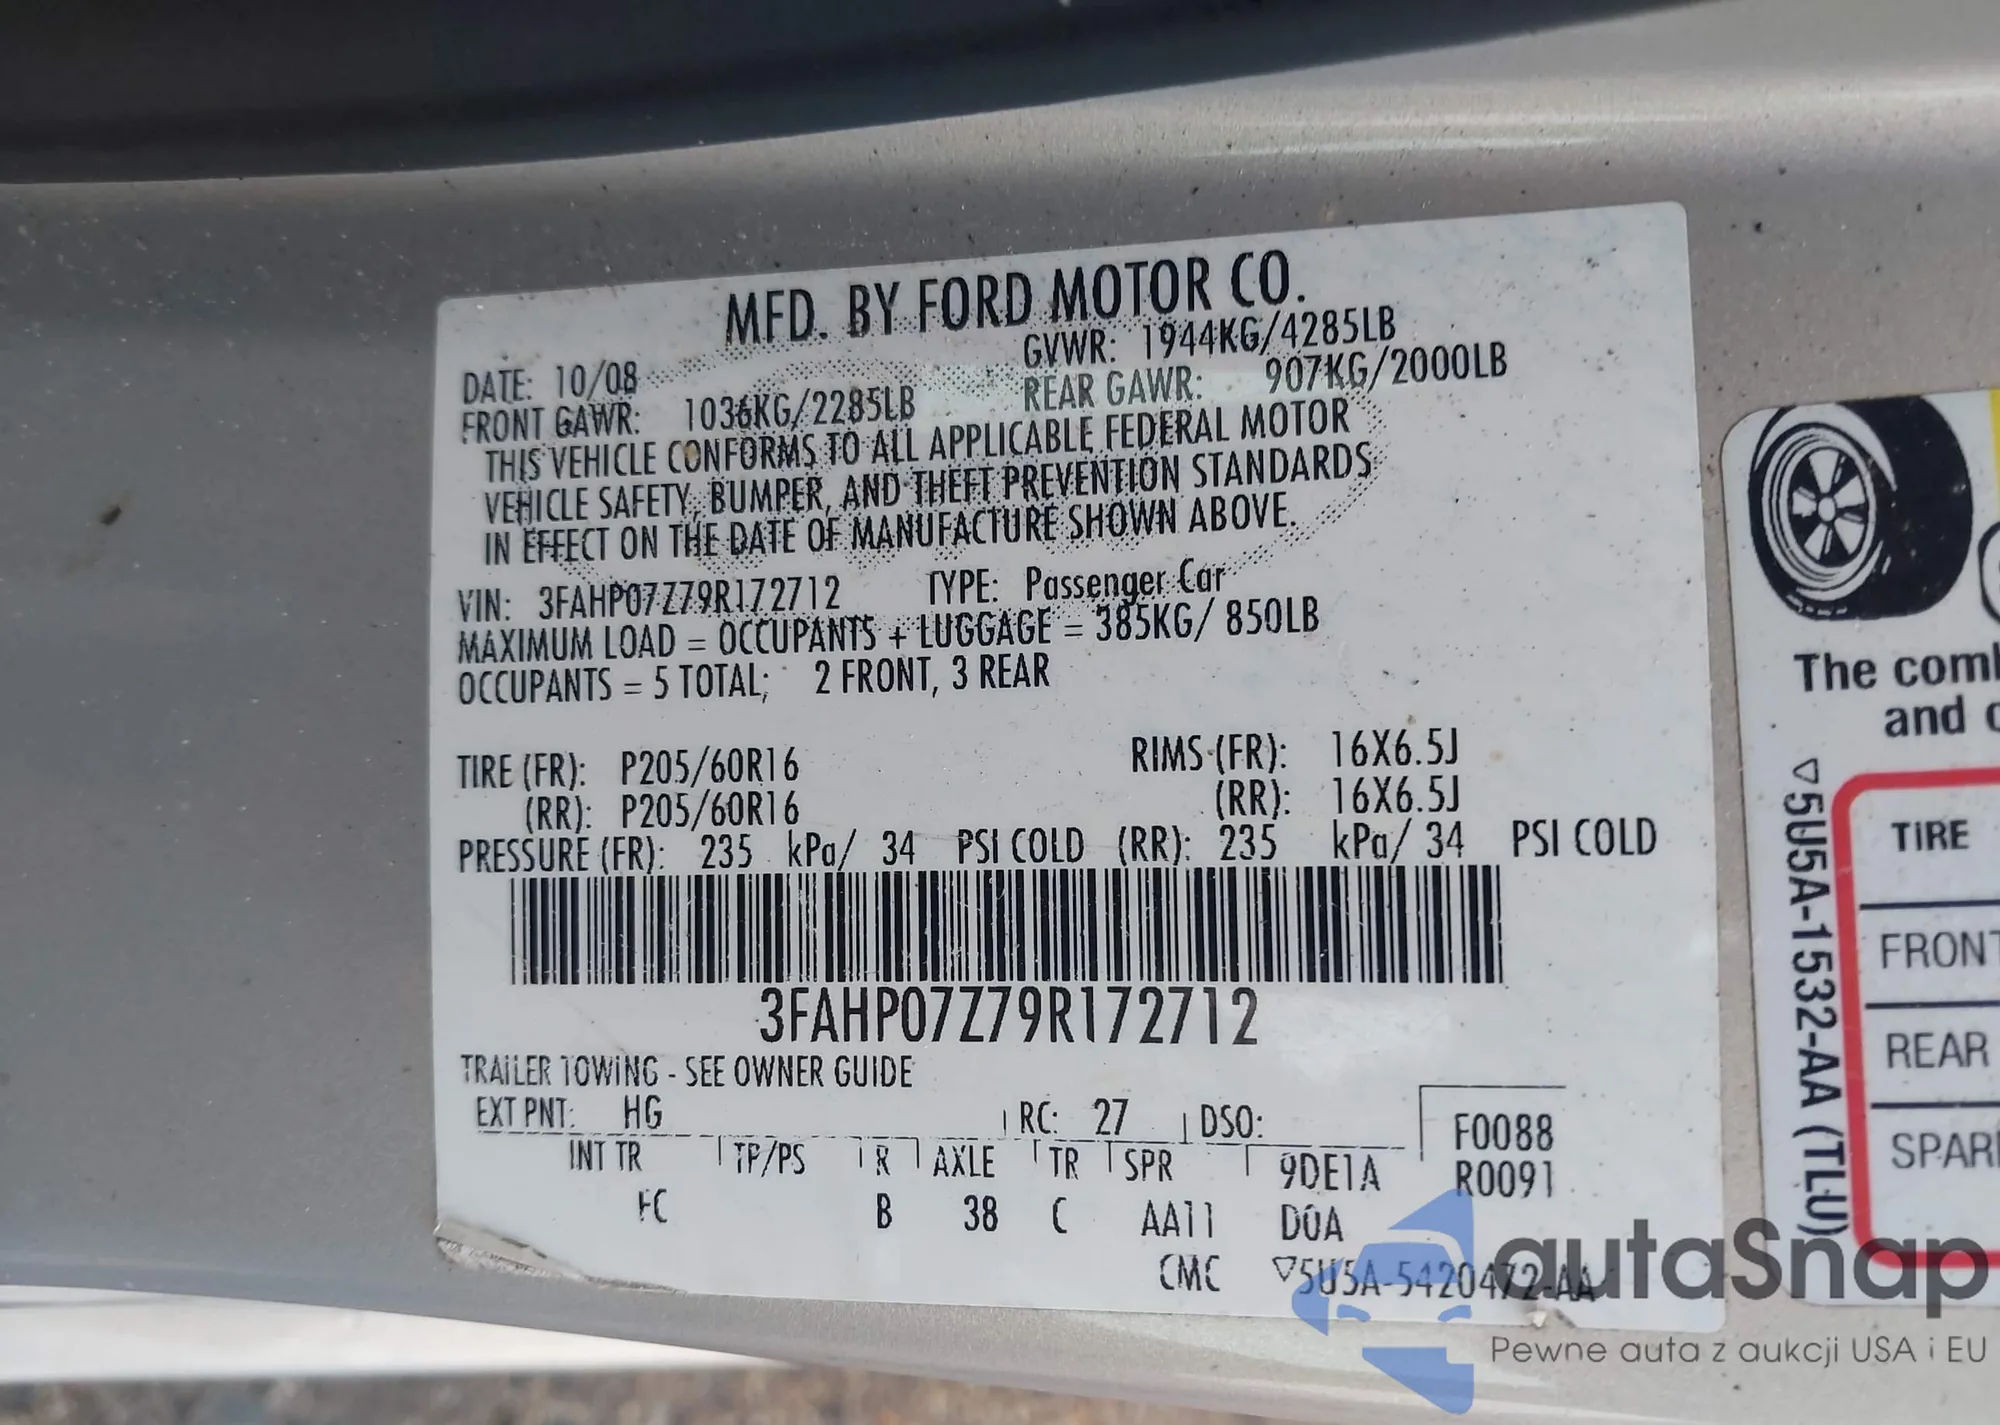 MFD. BY FORD MOTOR CO.
DATE: 10/08 GVWR: 1944KG/4285LB
FRONT GAWR: 1036KG/2285LB REAR GAWR: 907KG/2000LB
THIS VEHICLE CONFORMS TO ALL APPLICABLE FEDERAL MOTOR
VEHICLE SAFETY, BUMPER, AND THEFT PREVENTION STANDARDS
IN EFFECT ON THE DATE OF MANUFACTURE SHOWN ABOVE.
VIN: 3FAHP07Z79R172712 TYPE: Passenger Car
MAXIMUM LOAD = OCCUPANTS + LUGGAGE = 385KG/ 850LB
OCCUPANTS = 5 TOTAL; 2 FRONT, 3 REAR
TIRE (FR): P205/60R16 RIMS (FR): 16X6.5J
(RR): P205/60R16 (RR): 16X6.5J
PRESSURE (FR): 235 kPa/ 34 PSI COLD (RR): 235 kPa/ 34 PSI COLD
3FAHP07Z79R172712
TRAILER TOWING - SEE OWNER GUIDE
EXT PNT: HG RC: 27 DSO: F0088
INT TR TP/PS R AXLE TR SPR 9DE1A R0091
FC B 38 C AA11 D0A
CMC ▽5U5A-5420472-AA
The
and
▽5U5A-1532-AA (TLU)
TIRE
FRONT
REAR
autaSnap
Pewne auta z aukcji USA i EU